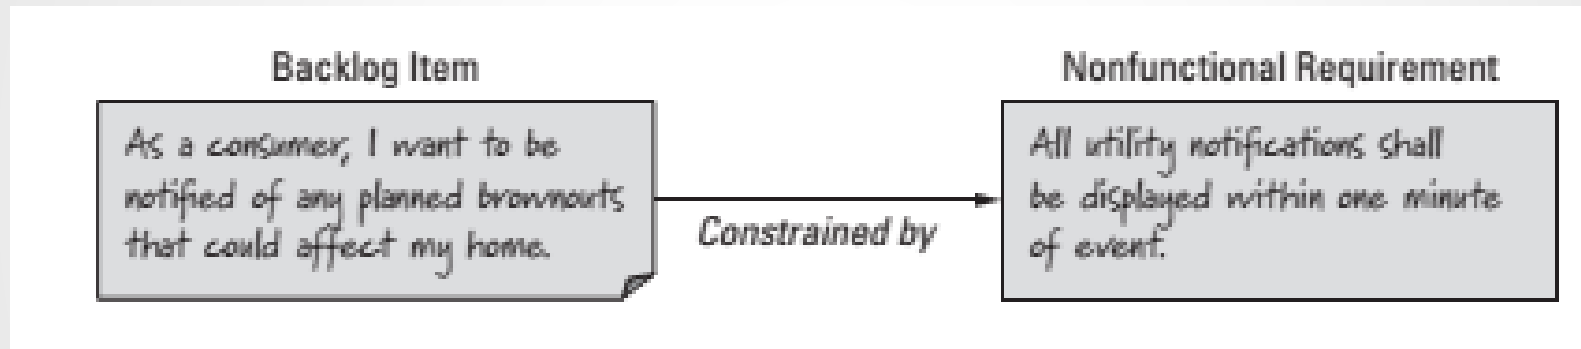 Backlog Item
As a consumer, I want to be
notified of any planned brownouts
that could affect my home.
Constrained by
Nonfunctional Requirement
All utility notifications shall
be displayed within one minute
of event.